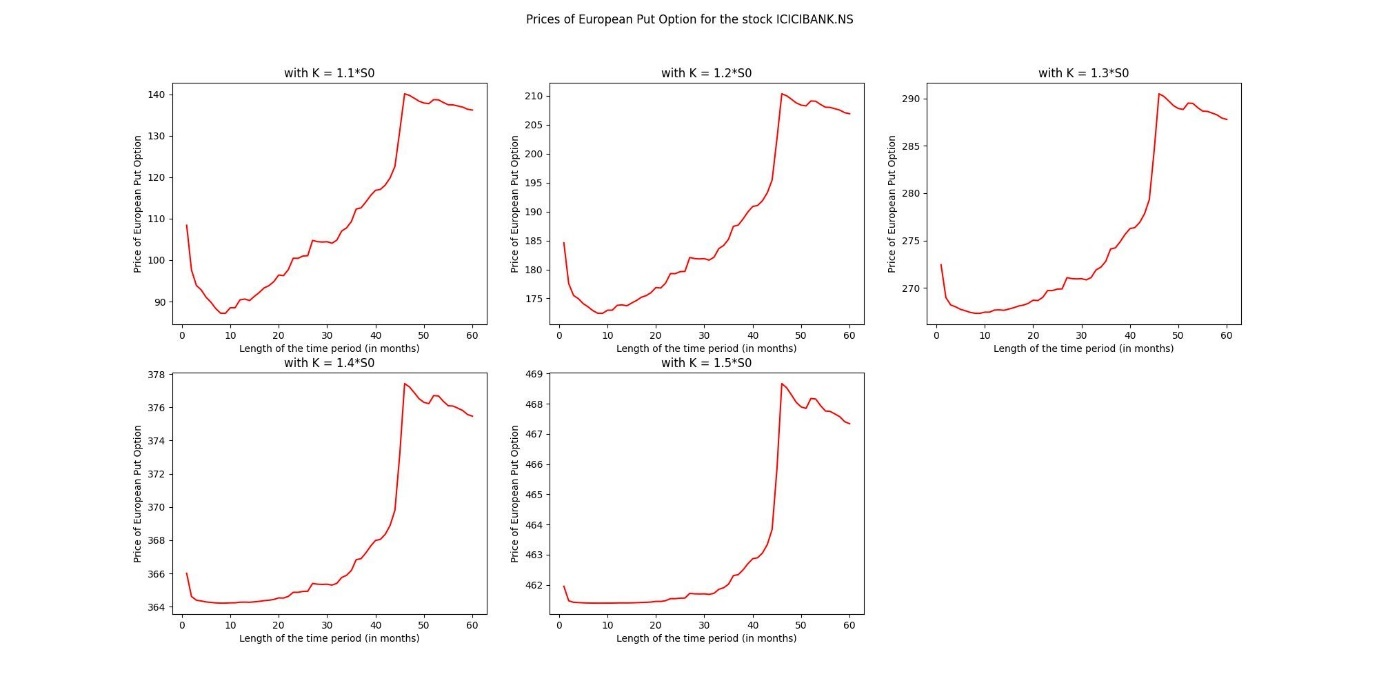 Prices of European Put Option for the stock ICICIBANK.NS
with K = 1.1*S0
Price of European Put Option
140
130
120
110
100
90
0 10 20 30 40 50 60
Length of the time period (in months)
with K = 1.2*S0
Price of European Put Option
210
205
200
195
190
185
180
175
0 10 20 30 40 50 60
Length of the time period (in months)
with K = 1.3*S0
Price of European Put Option
290
285
280
275
270
0 10 20 30 40 50 60
Length of the time period (in months)
with K = 1.4*S0
Price of European Put Option
378
376
374
372
370
368
366
364
0 10 20 30 40 50 60
Length of the time period (in months)
with K = 1.5*S0
Price of European Put Option
469
468
467
466
465
464
463
462
0 10 20 30 40 50 60
Length of the time period (in months)